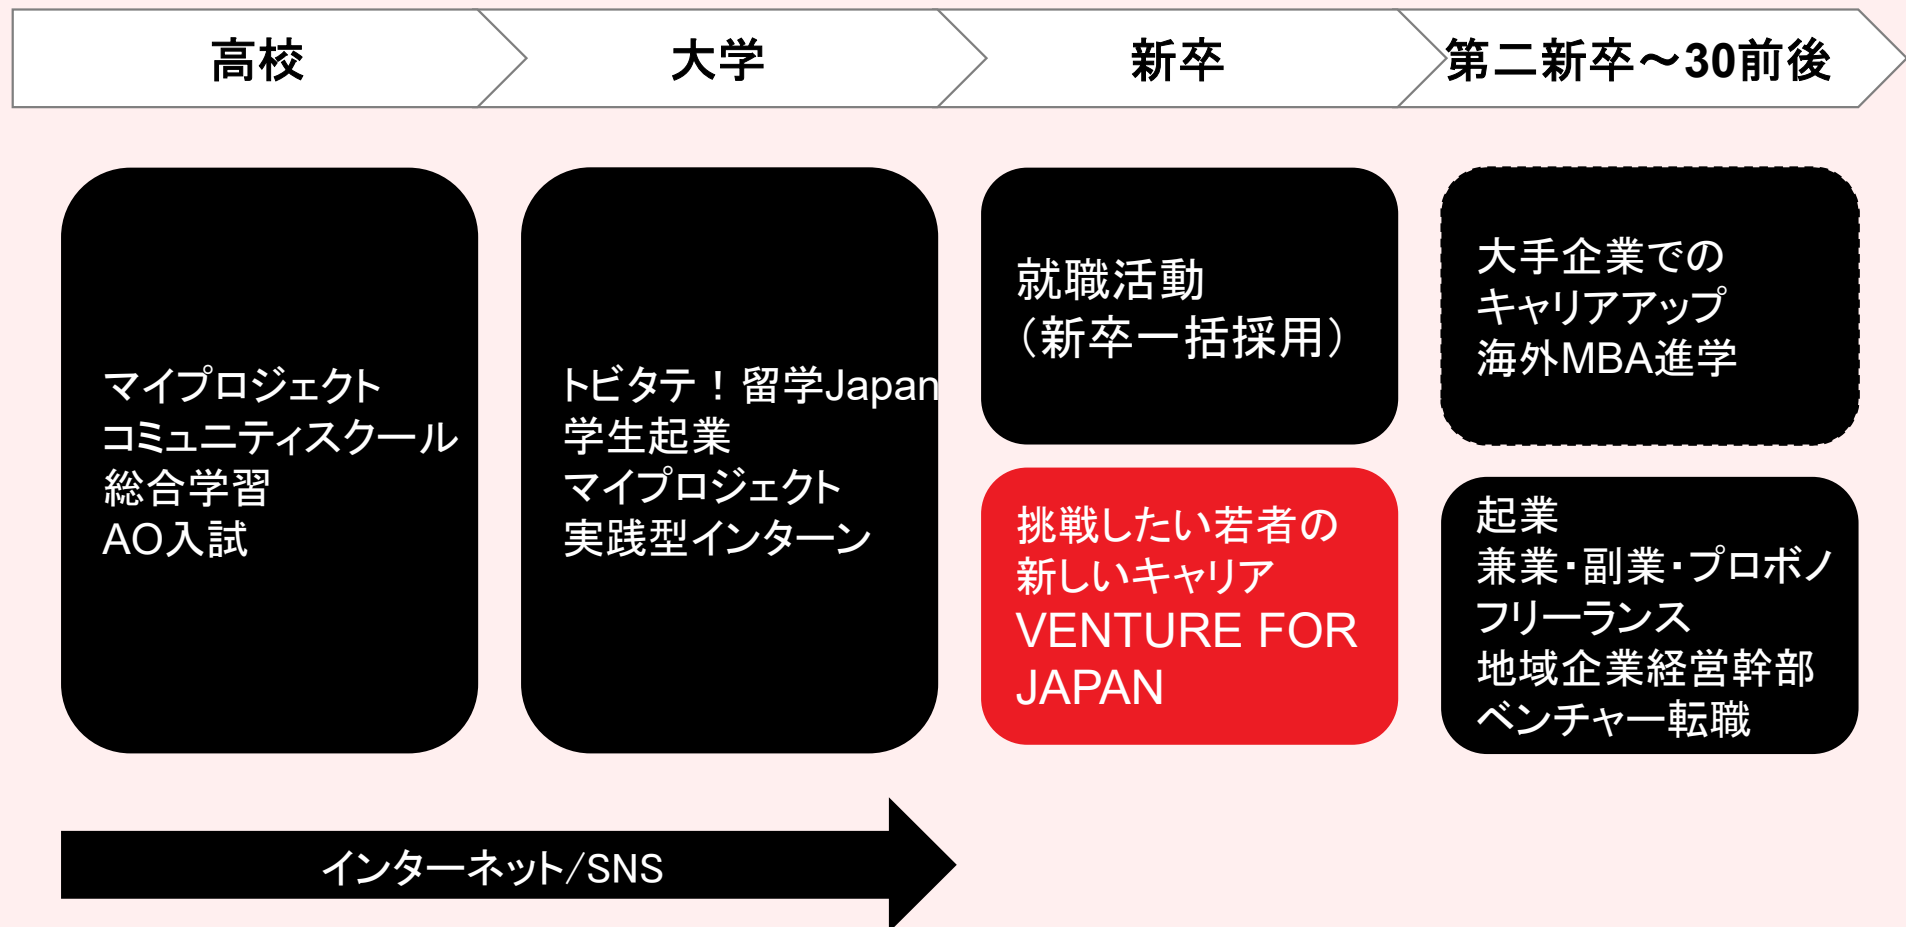 高校
大学
新卒
第二新卒～30前後
マイプロジェクト
コミュニティスクール
総合学習
AO入試
トビタテ！留学Japan
学生起業
マイプロジェクト
実践型インターン
就職活動
（新卒一括採用）
挑戦したい若者の
新しいキャリア
VENTURE FOR
JAPAN
大手企業での
キャリアアップ
海外MBA進学
起業
兼業・副業・プロボノ
フリーランス
地域企業経営幹部
ベンチャー転職
インターネット/SNS